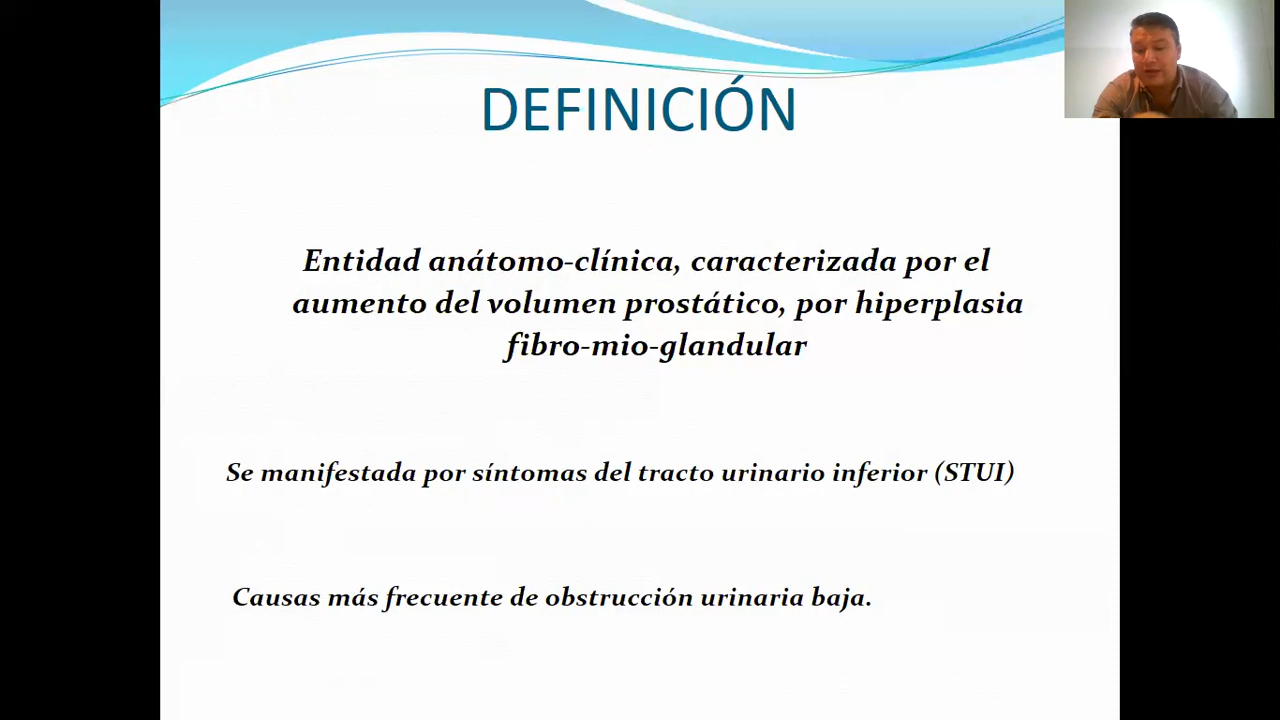 DEFINICIÓN
Entidad anátomo-clínica, caracterizada por el
aumento del volumen prostático, por hiperplasia
fibro-mio-glandular
Se manifestada por síntomas del tracto urinario inferior (STUI)
Causas más frecuente de obstrucción urinaria baja.